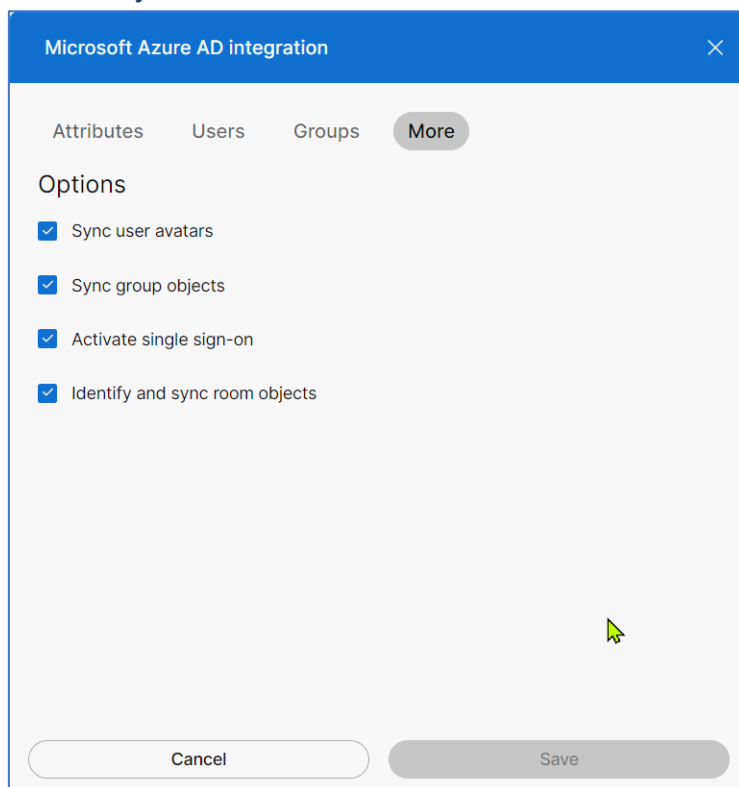 Microsoft Azure AD integration
Attributes Users Groups More
Options
Sync user avatars
Sync group objects
Activate single sign-on
Identify and sync room objects
Cancel Save